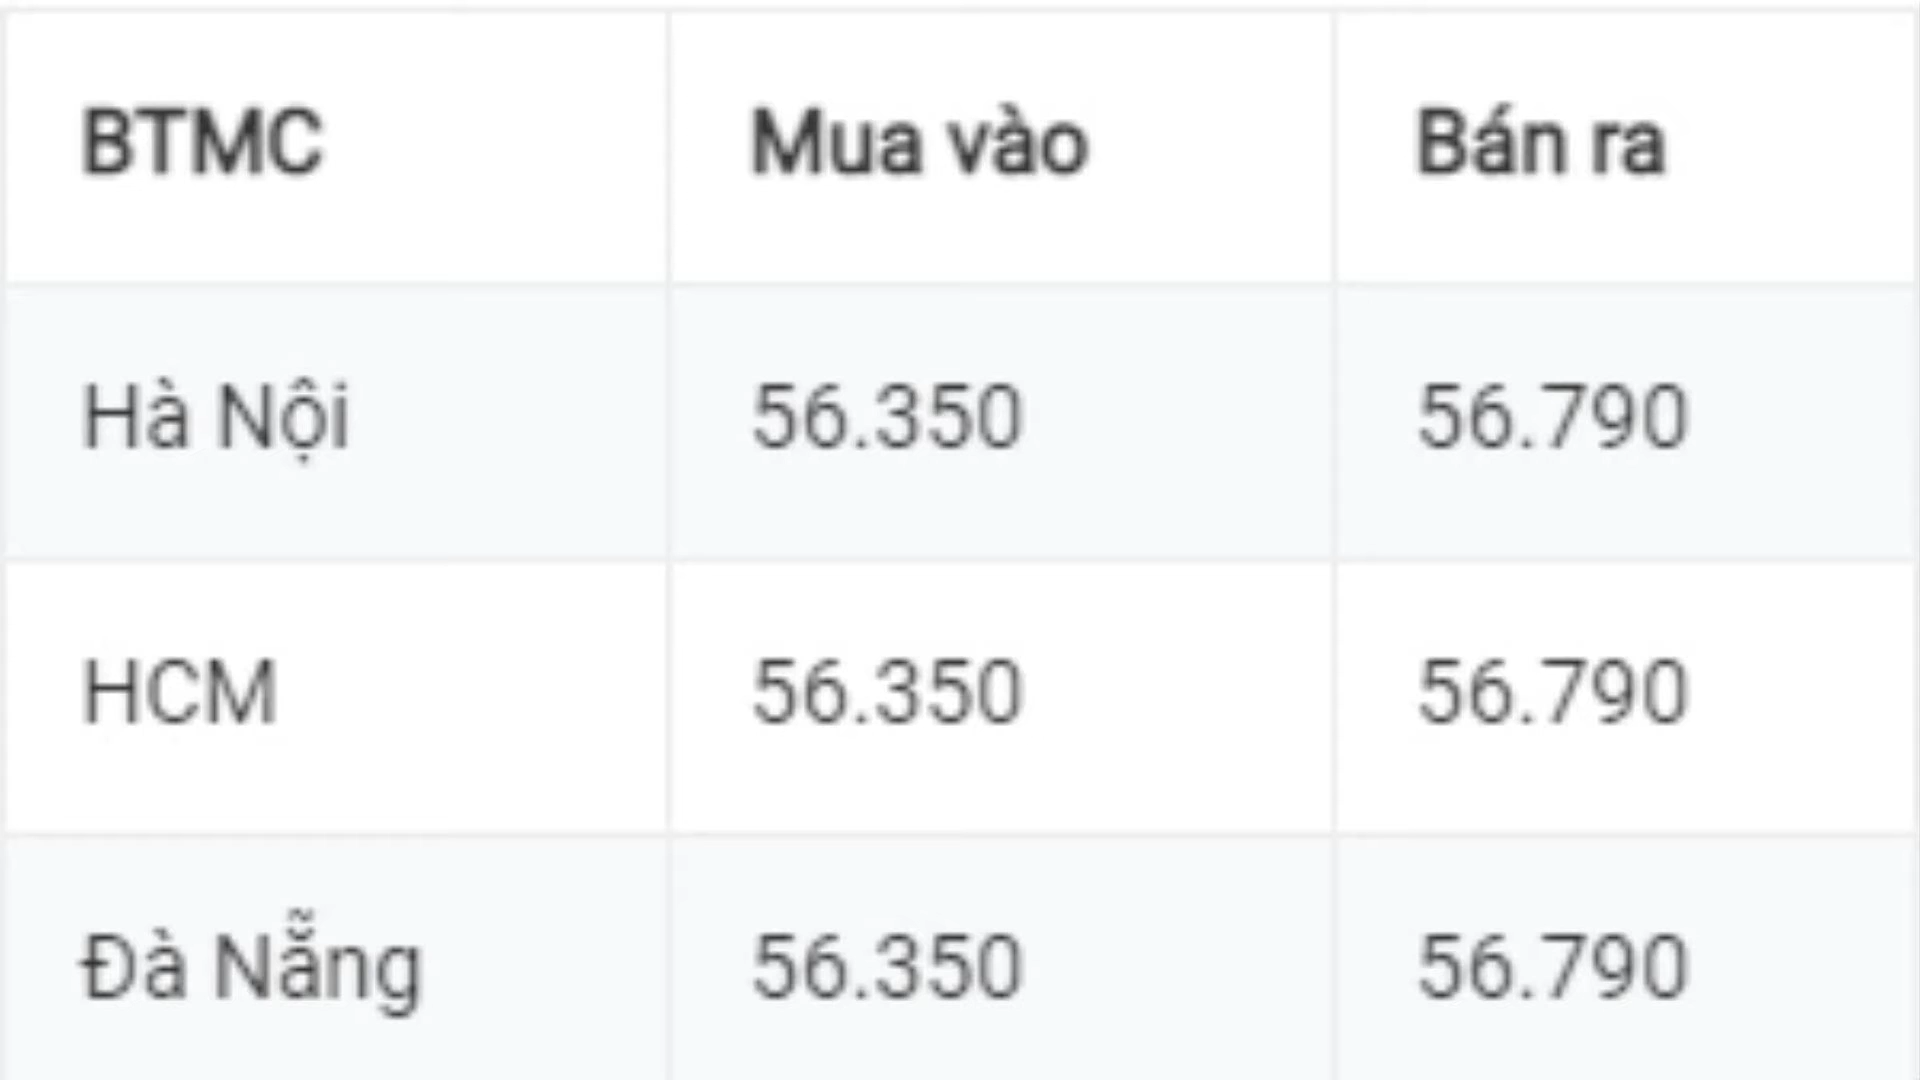 BTMC Mua vào Bán ra
Hà Nội 56.350 56.790
HCM 56.350 56.790
Đà Nẵng 56.350 56.790